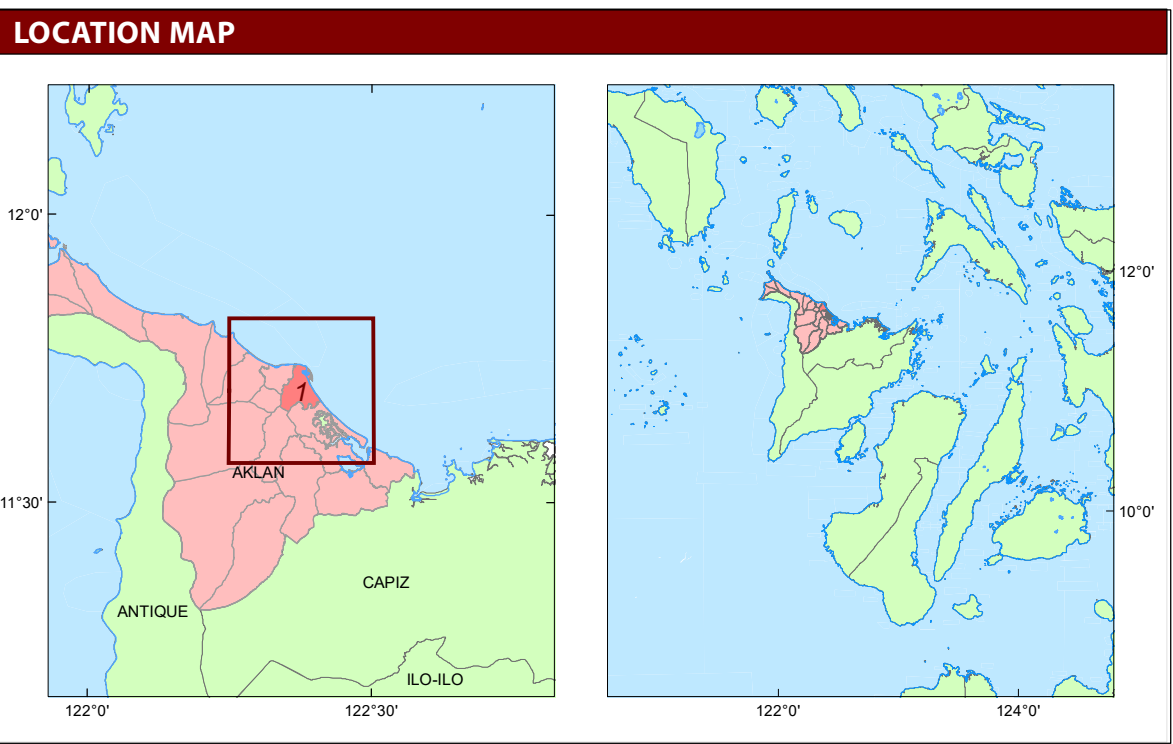 LOCATION MAP
12°0'
1
AKLAN
11°30'
CAPIZ
ANTIQUE
ILO-ILO
122°0'
122°30'
12°0'
10°0'
122°0'
124°0'